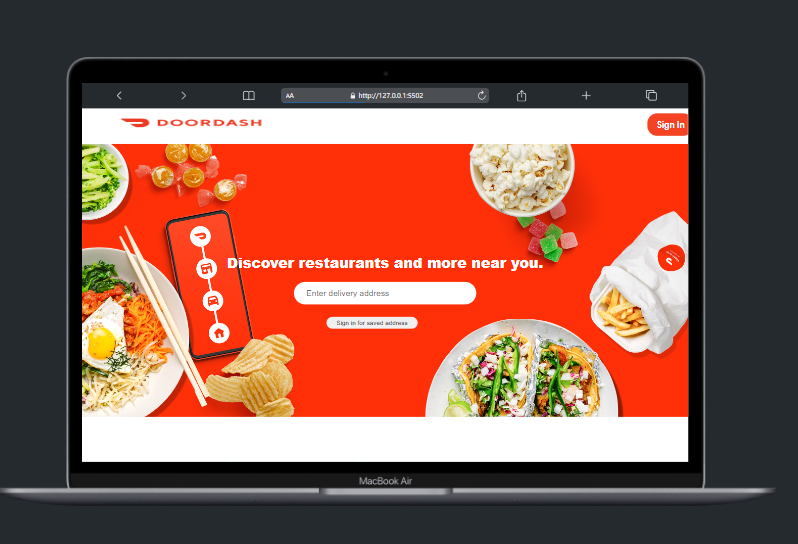 AA http://127.0.0.1:5502
DOORDASH
Sign In
Discover restaurants and more near you.
Enter delivery address
Sign in for saved address
MacBook Air